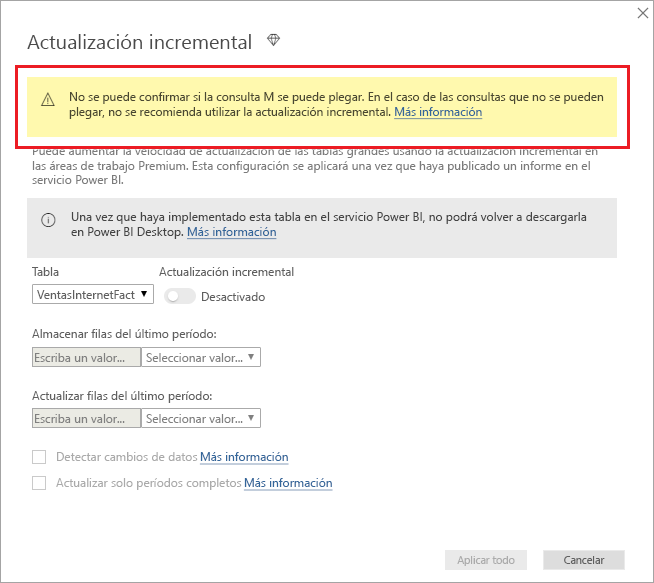 Actualización incremental
No se puede confirmar si la consulta M se puede plegar. En el caso de las consultas que no se pueden
plegar, no se recomienda utilizar la actualización incremental. Más información
Puede aumentar la velocidad de actualización de las tablas grandes usando la actualización incremental en
las áreas de trabajo Premium. Esta configuración se aplicará una vez que haya publicado un informe en el
servicio Power BI.
Una vez que haya implementado esta tabla en el servicio Power BI, no podrá volver a descargarla
en Power BI Desktop. Más información
Tabla Actualización incremental
VentasInternetFact Desactivado
Almacenar filas del último período:
Escriba un valor... Seleccionar valor...
Actualizar filas del último período:
Escriba un valor... Seleccionar valor...
Detectar cambios de datos Más información
Actualizar solo períodos completos Más información
Aplicar todo Cancelar